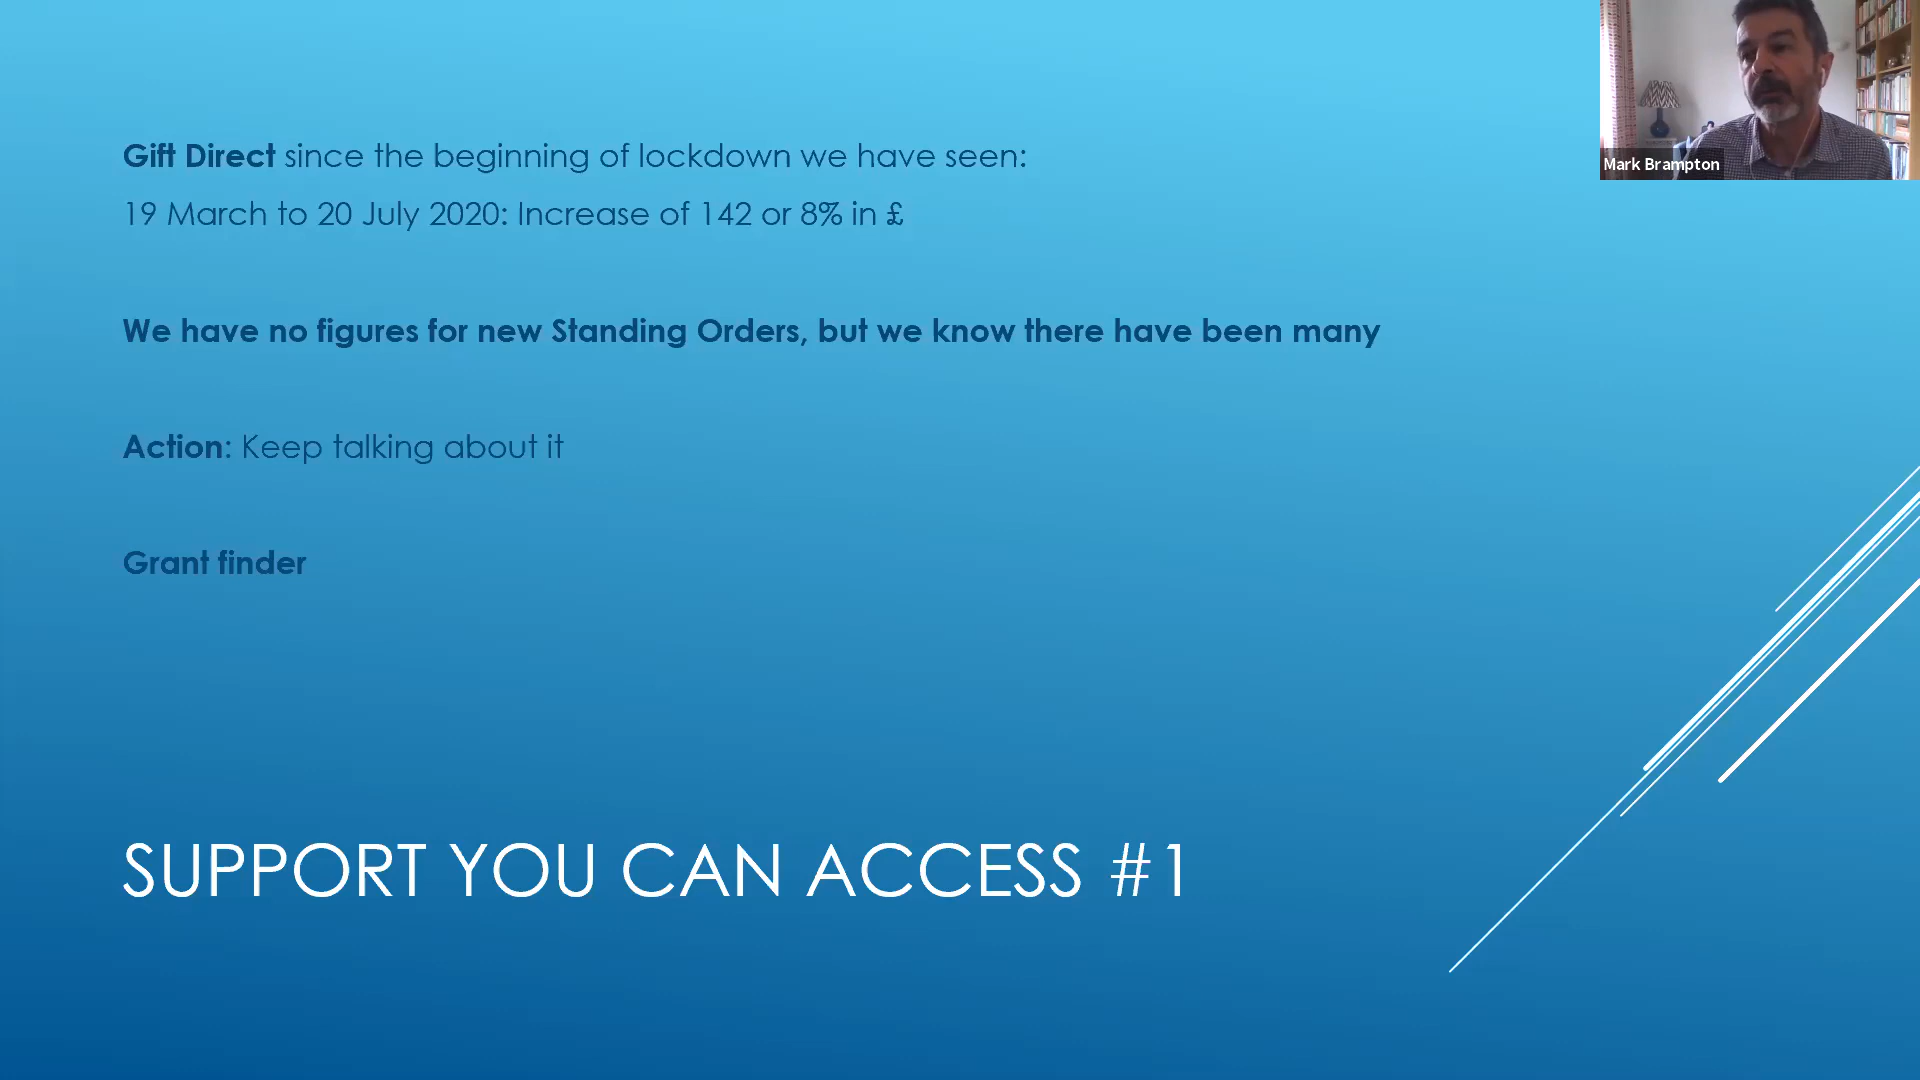 Gift Direct since the beginning of lockdown we have seen:
19 March to 20 July 2020: Increase of 142 or 8% in £
We have no figures for new Standing Orders, but we know there have been many
Action: Keep talking about it
Grant finder
SUPPORT YOU CAN ACCESS #1
Mark Brampton